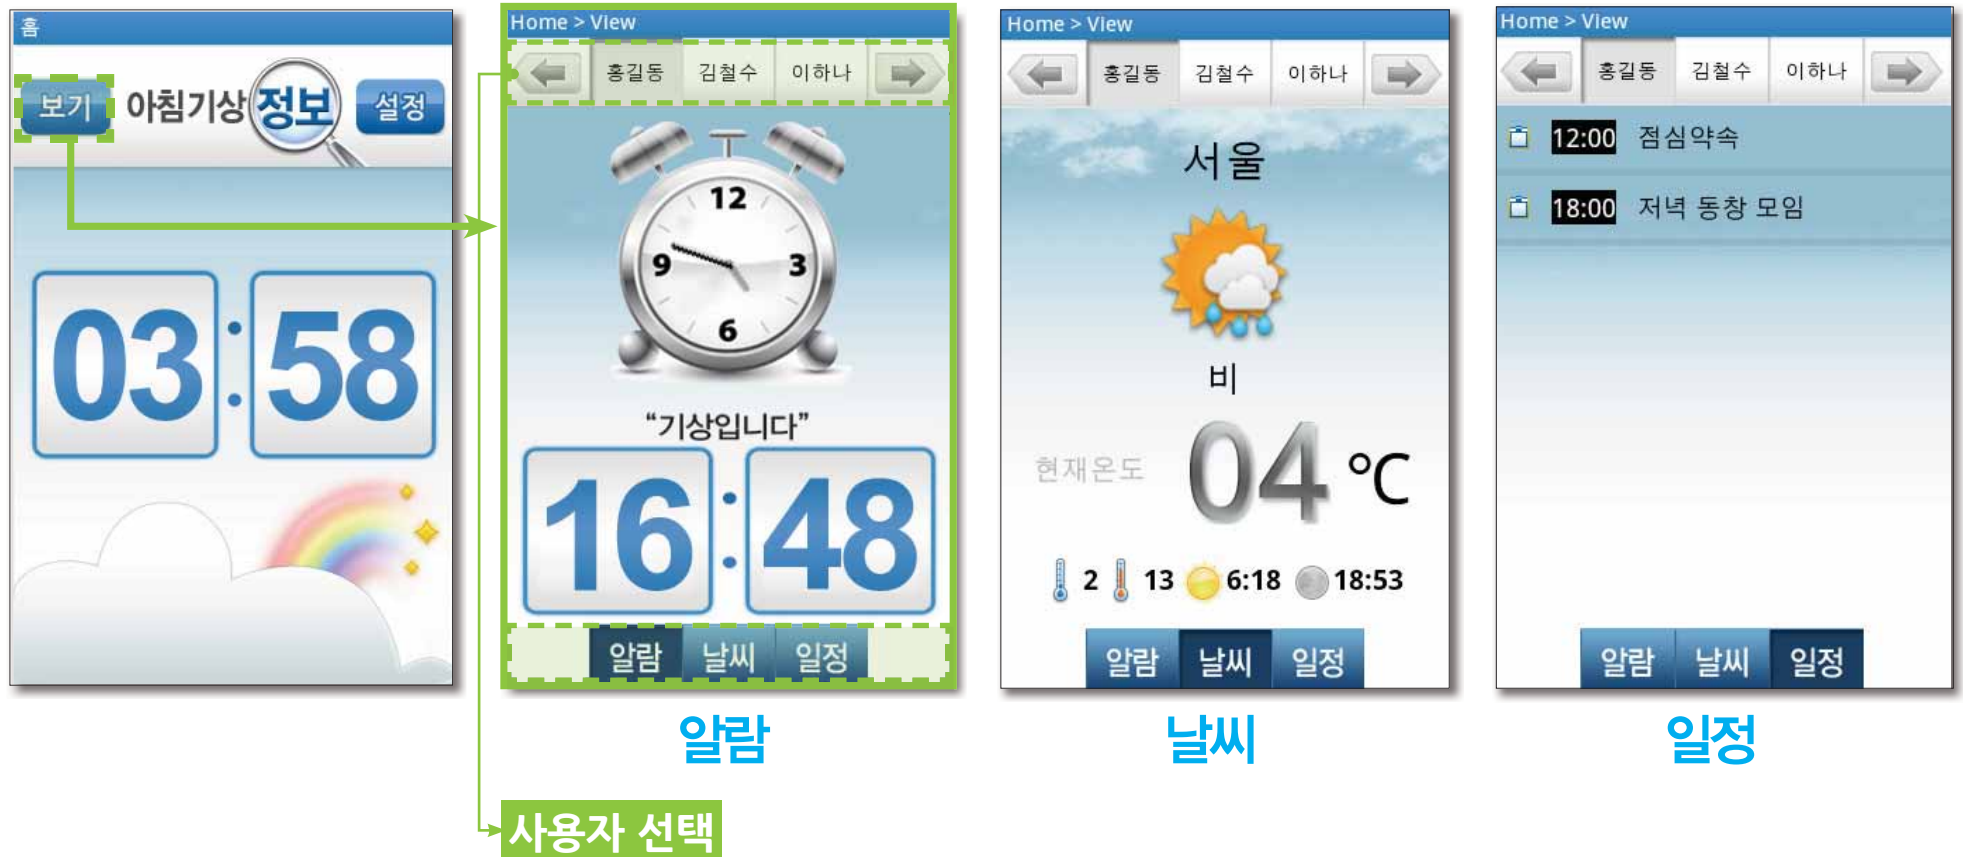 홈
보기 아침기상 정보 설정
03:58
Home > View
홍길동 김철수 이하나
12
9 3
6
“기상입니다”
16:48
알람 날씨 일정
알람
사용자 선택
Home > View
홍길동 김철수 이하나
서울
비
현재온도 04 °C
2 13 6:18 18:53
알람 날씨 일정
날씨
Home > View
홍길동 김철수 이하나
12:00 점심약속
18:00 저녁 동창 모임
알람 날씨 일정
일정